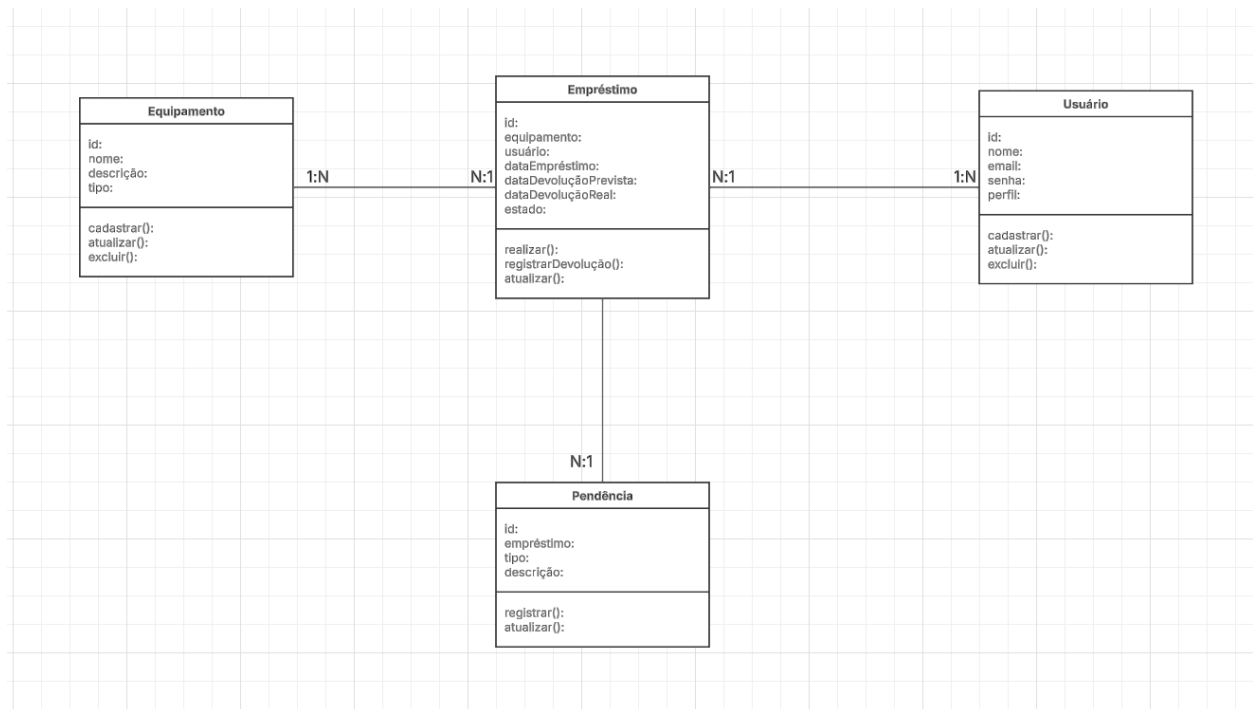 Equipamento
id:
nome:
descrição:
tipo:
cadastrar():
atualizar():
excluir():
1:N
N:1
Empréstimo
id:
equipamento:
usuário:
dataEmpréstimo:
dataDevoluçãoPrevista:
dataDevoluçãoReal:
estado:
realizar():
registrarDevolução():
atualizar():
N:1
1:N
Usuário
id:
nome:
email:
senha:
perfil:
cadastrar():
atualizar():
excluir():
N:1
Pendência
id:
empréstimo:
tipo:
descrição:
registrar():
atualizar():